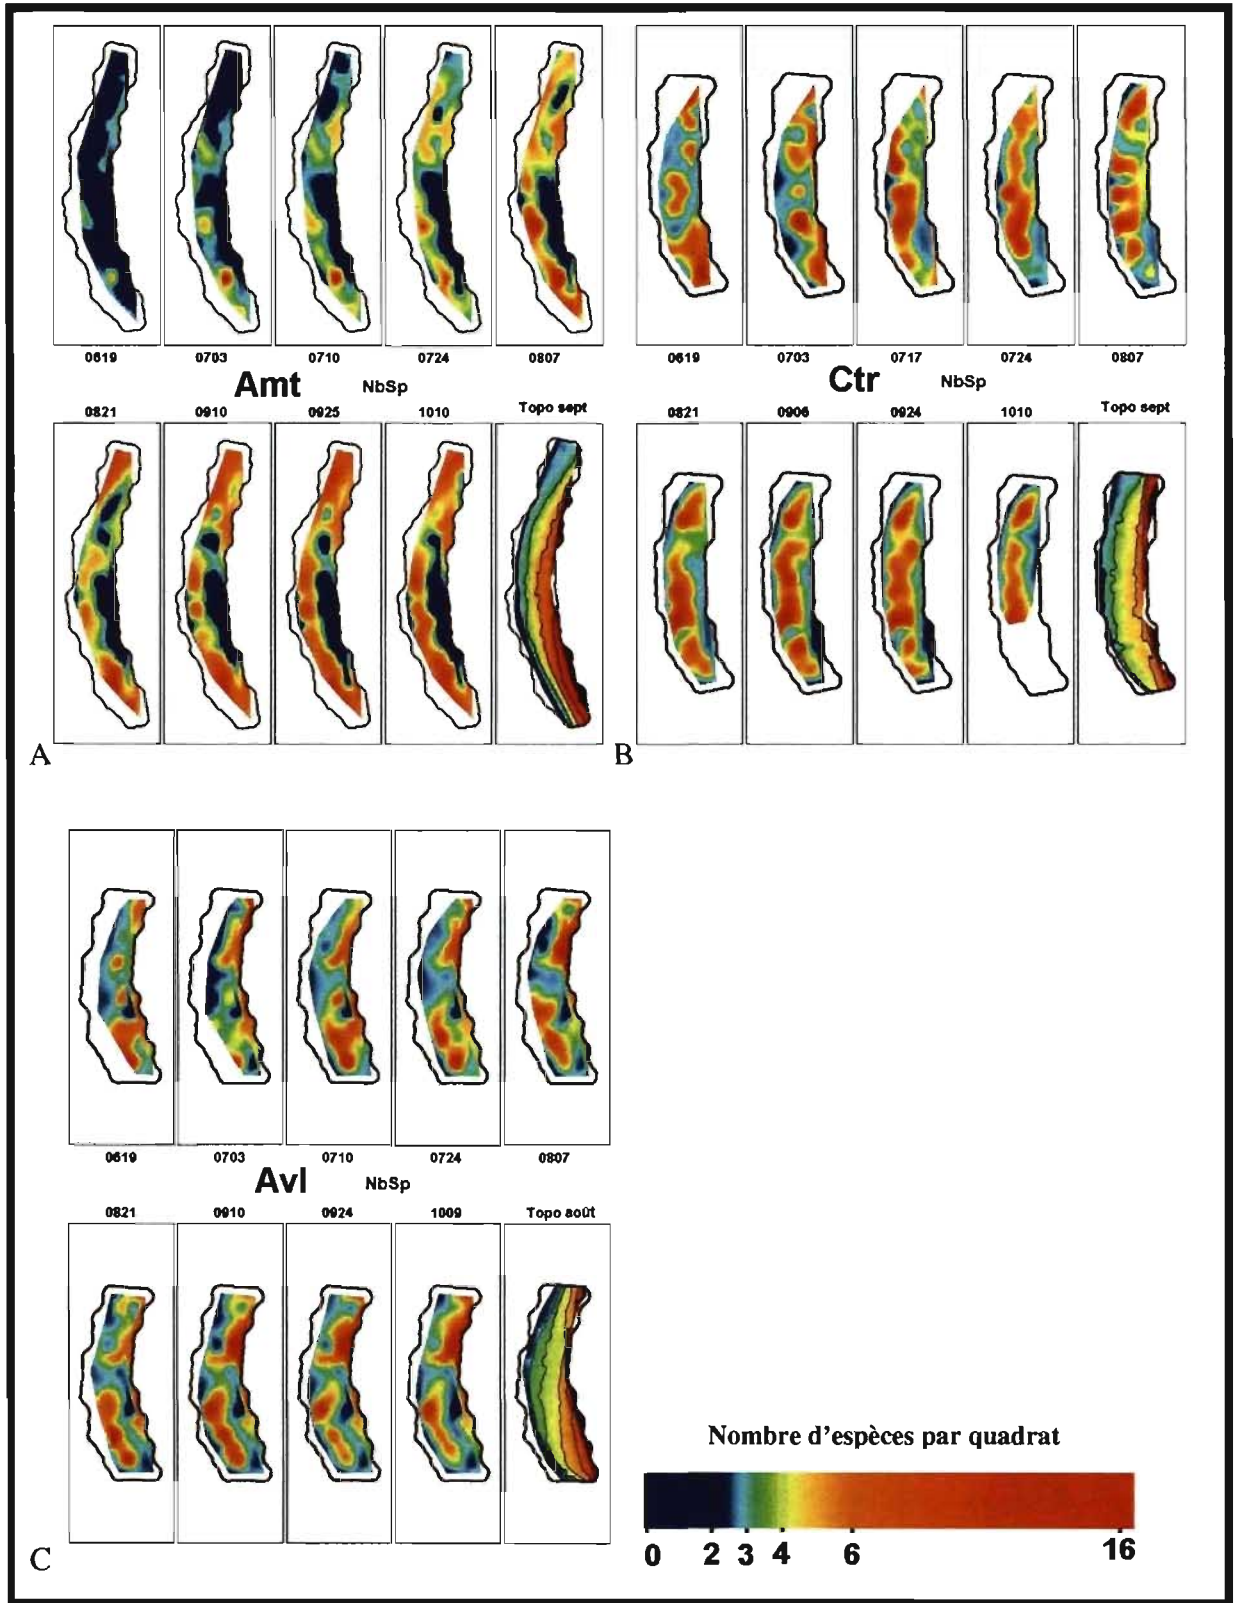 0619 0703 0710 0724 0807
Amt NbSp
0821 0910 0925 1010 Topo sept
A
0619 0703 0717 0724 0807
Ctr NbSp
0821 0906 0924 1010 Topo sept
B
0619 0703 0710 0724 0807
Avl NbSp
0821 0910 0924 1009 Topo août
C
Nombre d'espèces par quadrat
0 2 3 4 6 16